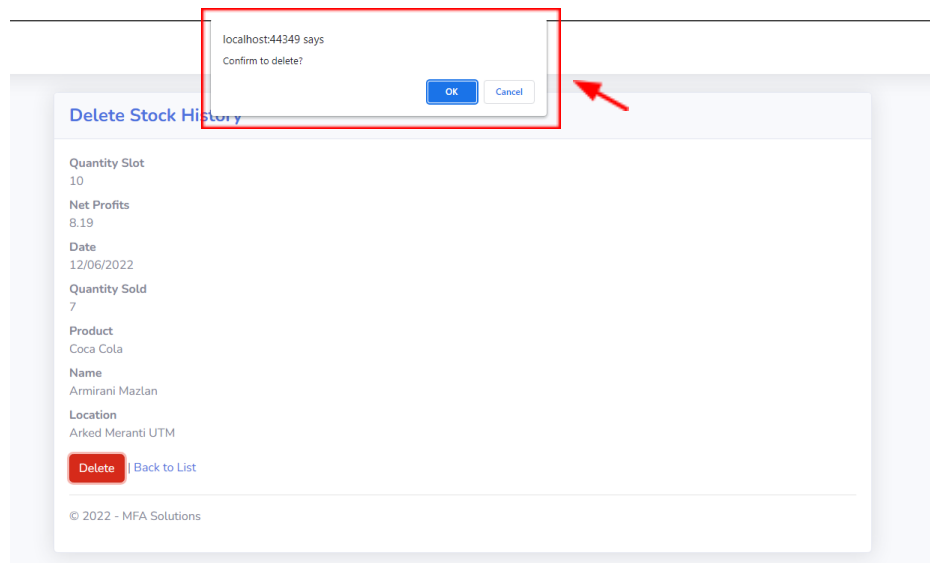 localhost:44349 says
Confirm to delete?
OK Cancel
Delete Stock History
Quantity Slot
10
Net Profits
8.19
Date
12/06/2022
Quantity Sold
7
Product
Coca Cola
Name
Armirani Mazlan
Location
Arked Meranti UTM
Delete | Back to List
© 2022 - MFA Solutions